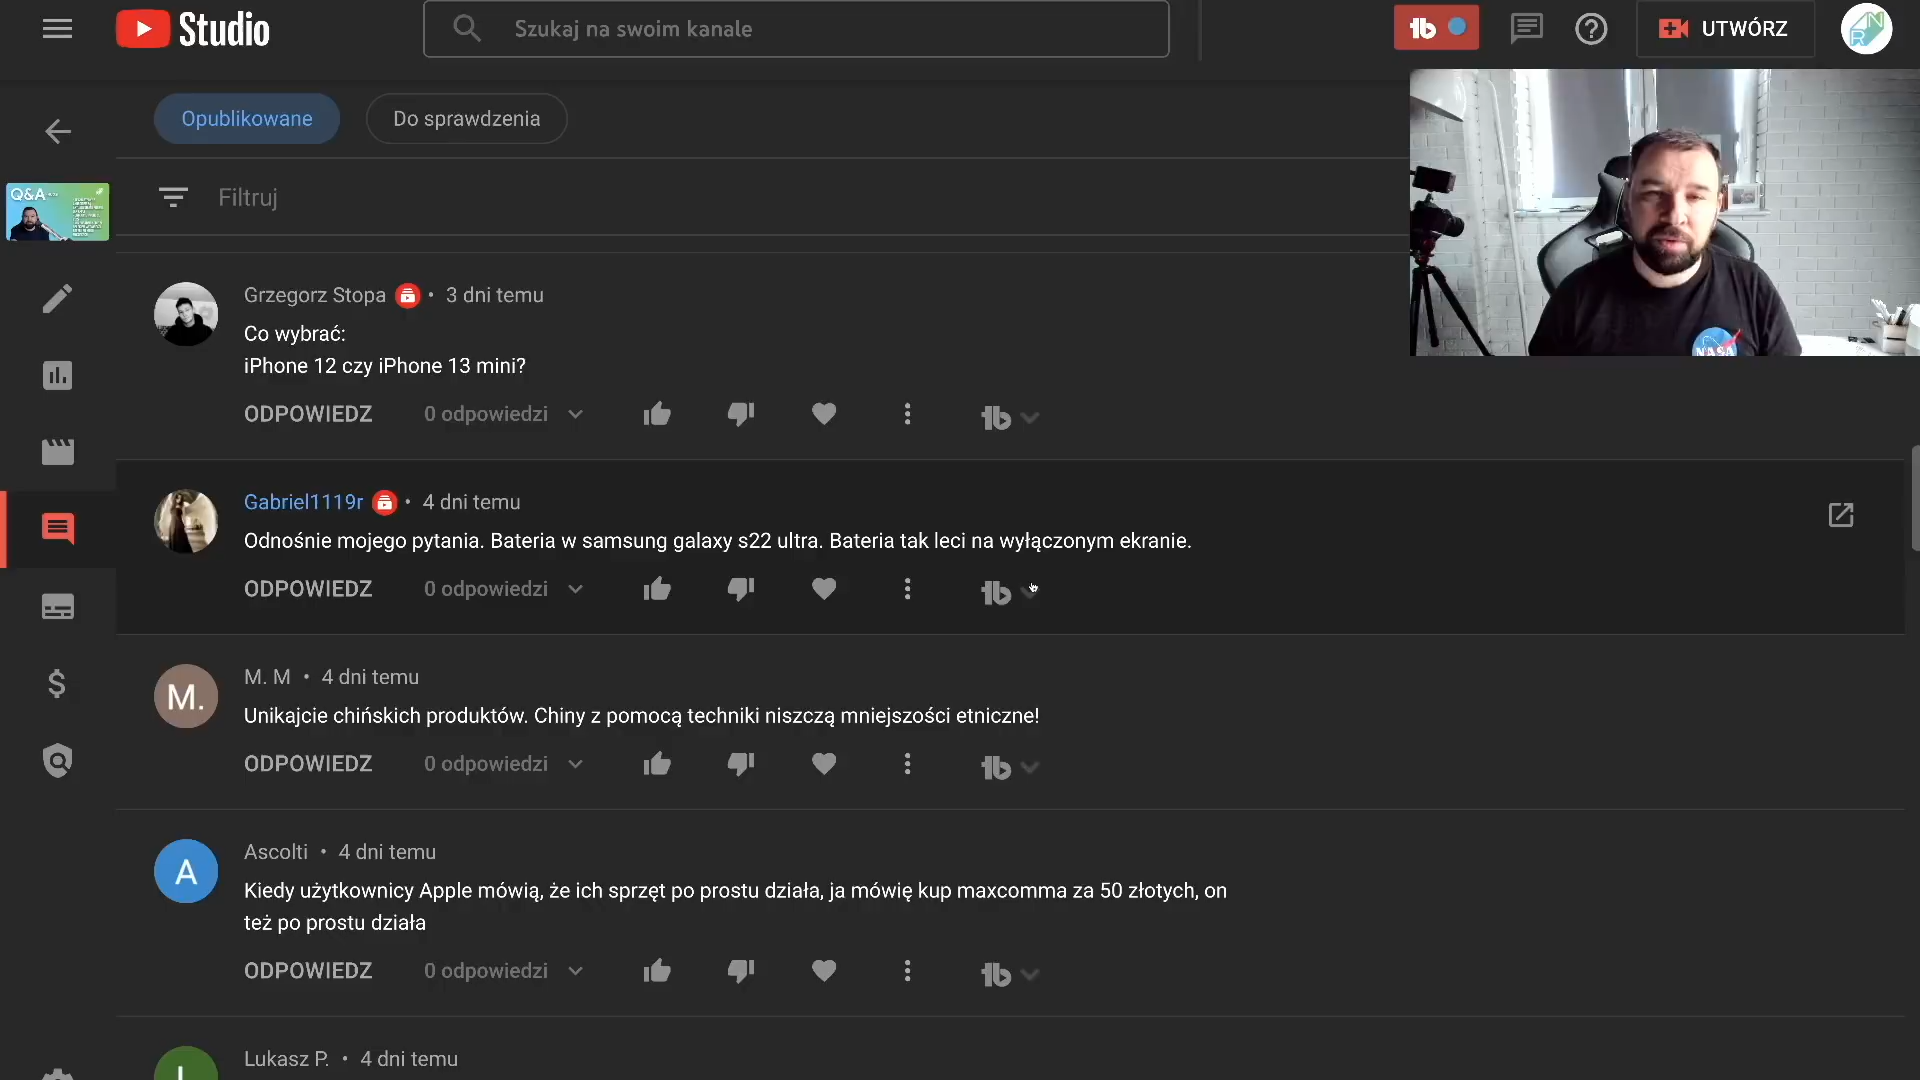 Studio
Szukaj na swoim kanale
UTWÓRZ
Opublikowane
Do sprawdzenia
Filtruj
Q&A
NASA
Grzegorz Stopa • 3 dni temu
Co wybrać:
iPhone 12 czy iPhone 13 mini?
ODPOWIEDZ 0 odpowiedzi
Gabriel1119r • 4 dni temu
Odnośnie mojego pytania. Bateria w samsung galaxy s22 ultra. Bateria tak leci na wyłączonym ekranie.
ODPOWIEDZ 0 odpowiedzi
M.
M. M • 4 dni temu
Unikajcie chińskich produktów. Chiny z pomocą techniki niszczą mniejszości etniczne!
ODPOWIEDZ 0 odpowiedzi
A
Ascolti • 4 dni temu
Kiedy użytkownicy Apple mówią, że ich sprzęt po prostu działa, ja mówię kup maxcomma za 50 złotych, on
też po prostu działa
ODPOWIEDZ 0 odpowiedzi
L
Lukasz P. • 4 dni temu